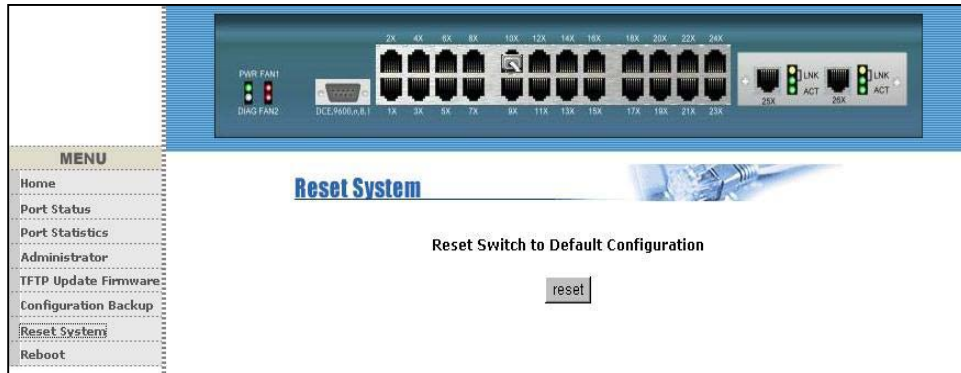 2X 4X 6X 8X 10X 12X 14X 16X 18X 20X 22X 24X
PWR FAN1
DIAG FAN2
DCE,9600,n,8,1
1X 3X 5X 7X 9X 11X 13X 15X 17X 19X 21X 23X
LNK
ACT
25X
LNK
ACT
26X
MENU
Home
Port Status
Port Statistics
Administrator
TFTP Update Firmware
Configuration Backup
Reset System
Reboot
Reset System
Reset Switch to Default Configuration
reset